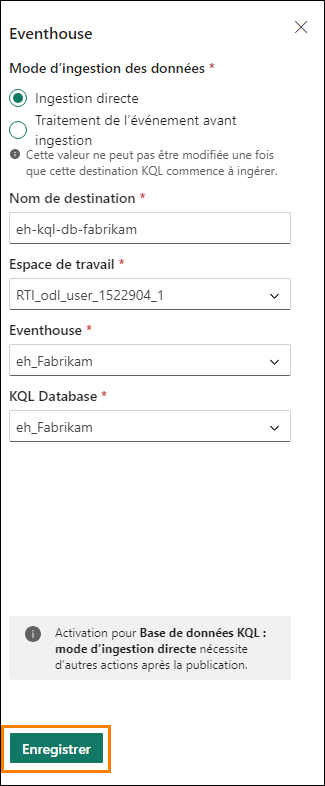 Eventhouse
Mode d’ingestion des données *
Ingestion directe
Traitement de l’événement avant
ingestion
Cette valeur ne peut pas être modifiée une fois
que cette destination KQL commence à ingérer.
Nom de destination *
eh-kql-db-fabrikam
Espace de travail *
RTI_odl_user_1522904_1
Eventhouse *
eh_Fabrikam
KQL Database *
eh_Fabrikam
Activation pour Base de données KQL :
mode d’ingestion directe nécessite
d’autres actions après la publication.
Enregistrer